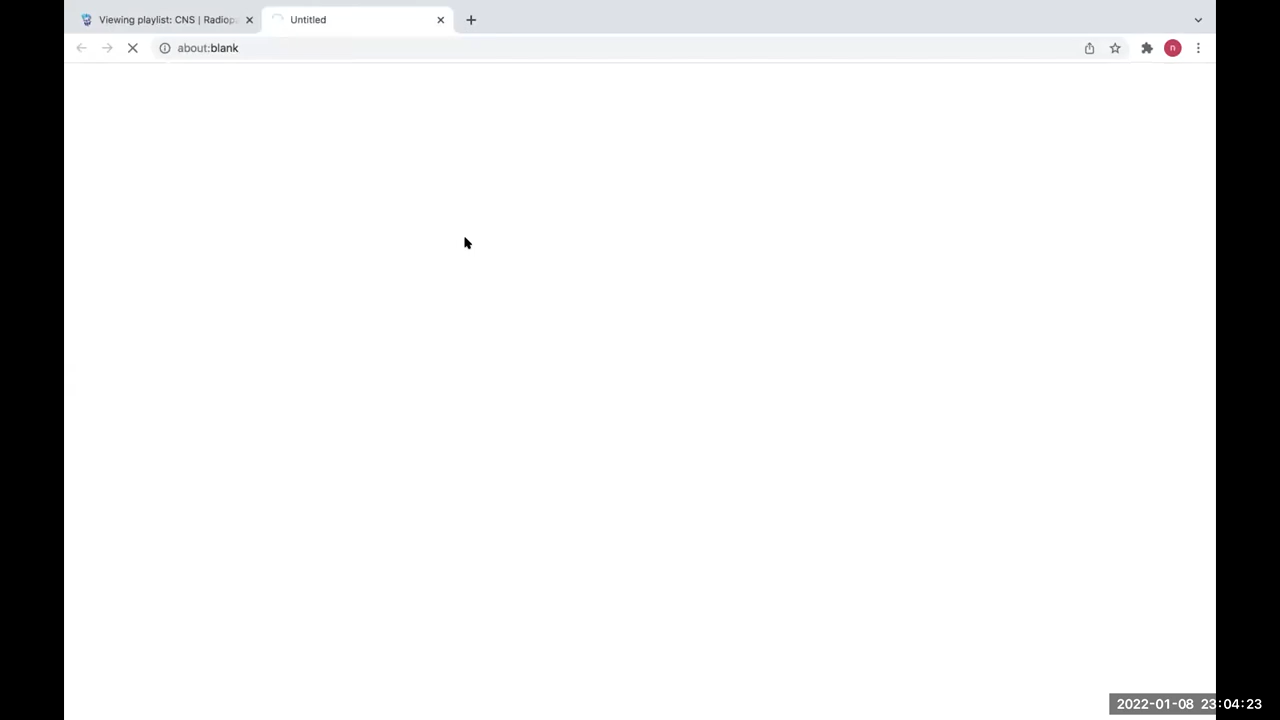 Viewing playlist: CNS | Radiop
Untitled
about:blank
n
2022-01-08 23:04:23